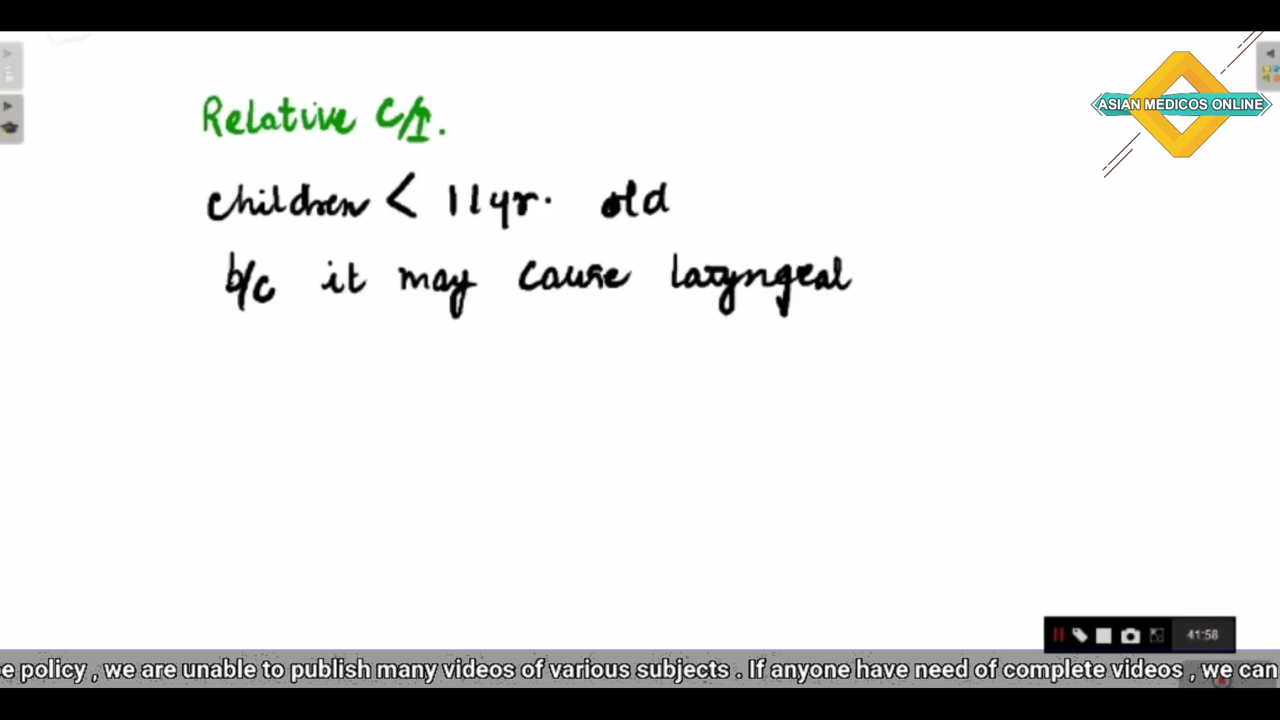 ASIAN MEDICOS ONLINE
Relative C/I.
children < 11yr. old
b/c it may cause laryngeal
41:58
e policy , we are unable to publish many videos of various subjects . If anyone have need of complete videos , we can